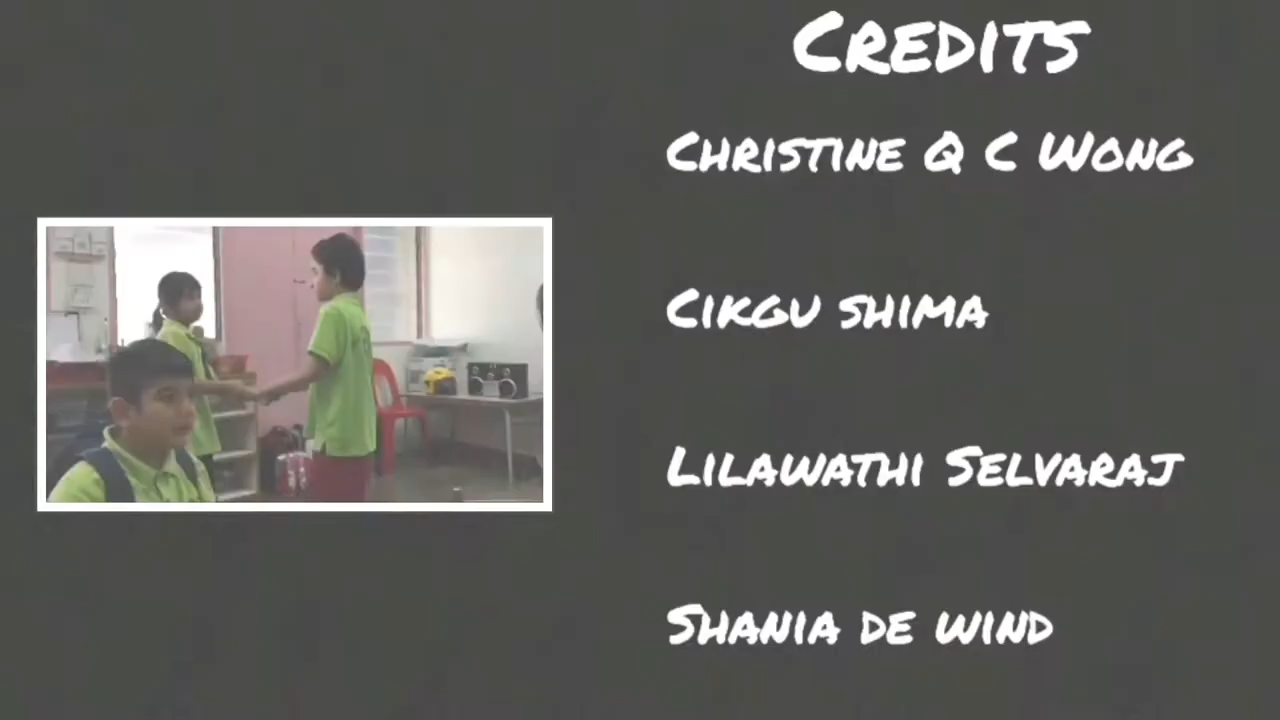 Credits
Christine Q C Wong
Cikgu shima
Lilawathi Selvaraj
Shania de wind